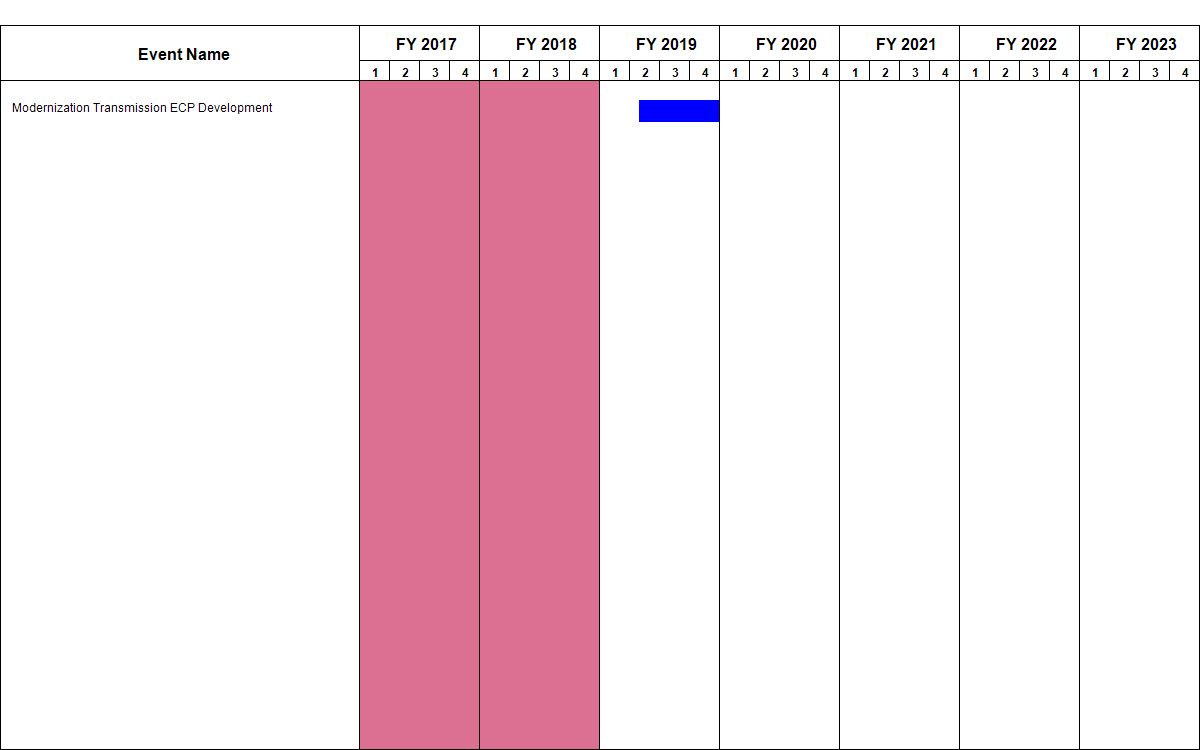 Event Name FY 2017 FY 2018 FY 2019 FY 2020 FY 2021 FY 2022 FY 2023
1 2 3 4 1 2 3 4 1 2 3 4 1 2 3 4 1 2 3 4 1 2 3 4 1 2 3 4
Modernization Transmission ECP Development